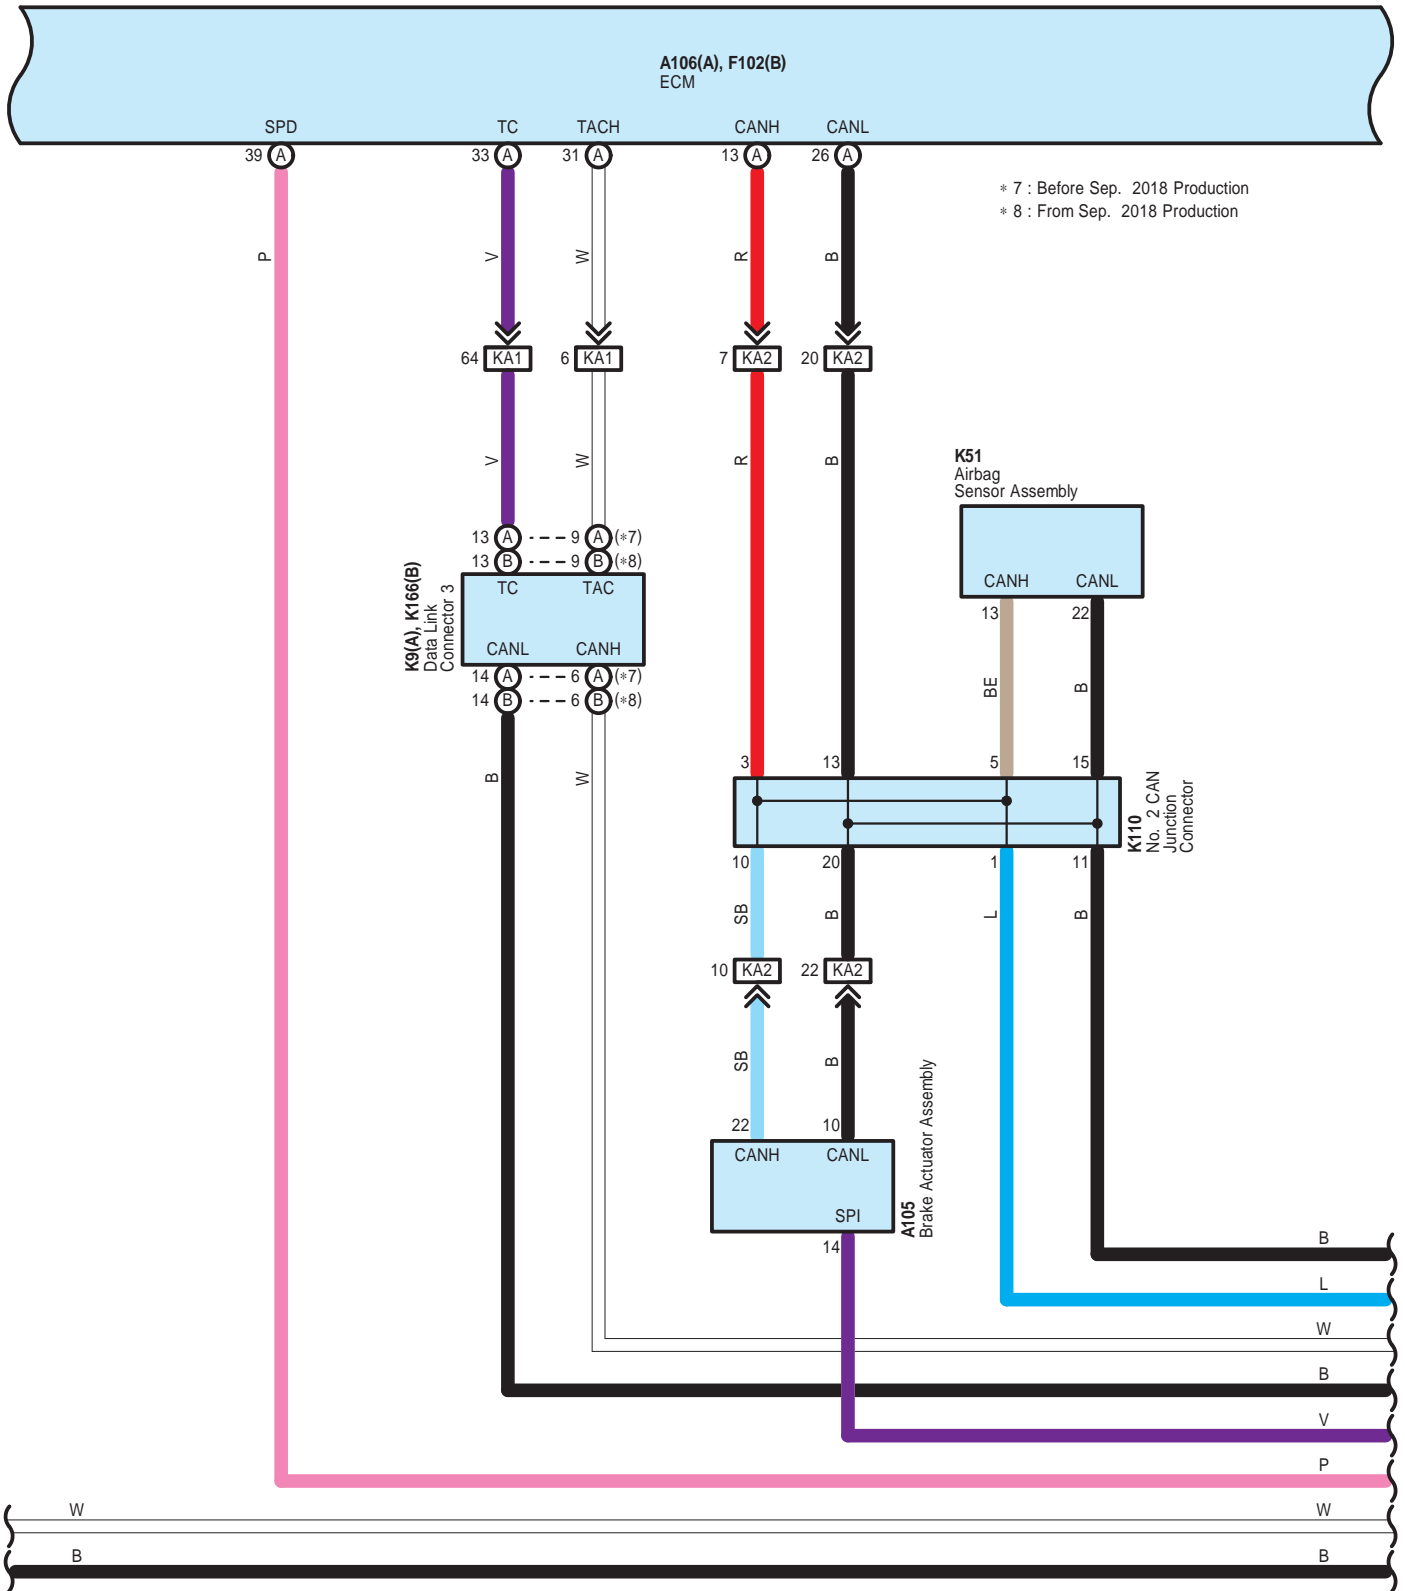 A106(A), F102(B)
ECM
SPD TC TACH CANH CANL
39 A 33 A 31 A 13 A 26 A
* 7 : Before Sep. 2018 Production
* 8 : From Sep. 2018 Production
P V W R B
64 KA1 6 KA1 7 KA2 20 KA2
V W R B
K51
Airbag
Sensor Assembly
CANH CANL
13 22
BE B
13 A 9 A (*7)
13 B 9 B (*8)
TC TAC
CANL CANH
K9(A), K166(B)
Data Link
Connector 3
14 A 6 A (*7)
14 B 6 B (*8)
B W
3 13 5 15
K110
No. 2 CAN
Junction
Connector
10 20 1 11
SB B L B
10 KA2 22 KA2
SB B
22 10
CANH CANL
SPI
A105
Brake Actuator Assembly
14
B
L
W
B
V
P
W W
B B